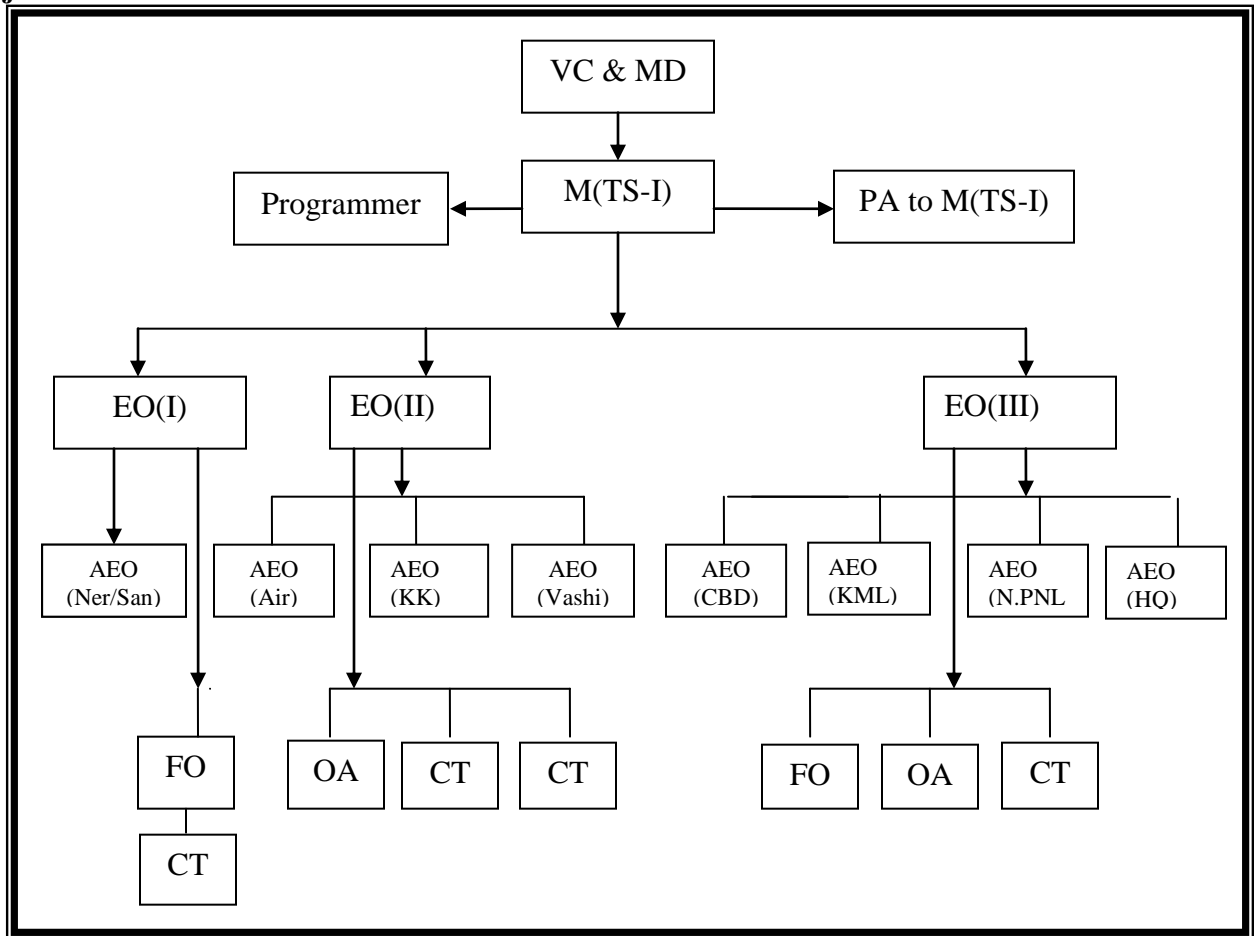 VC & MD
Programmer
M(TS-I)
PA to M(TS-I)
EO(I)
EO(II)
EO(III)
AEO
(Ner/San)
AEO
(Air)
AEO
(KK)
AEO
(Vashi)
AEO
(CBD)
AEO
(KML)
AEO
(N.PNL
AEO
(HQ)
FO
OA
CT
CT
FO
OA
CT
CT